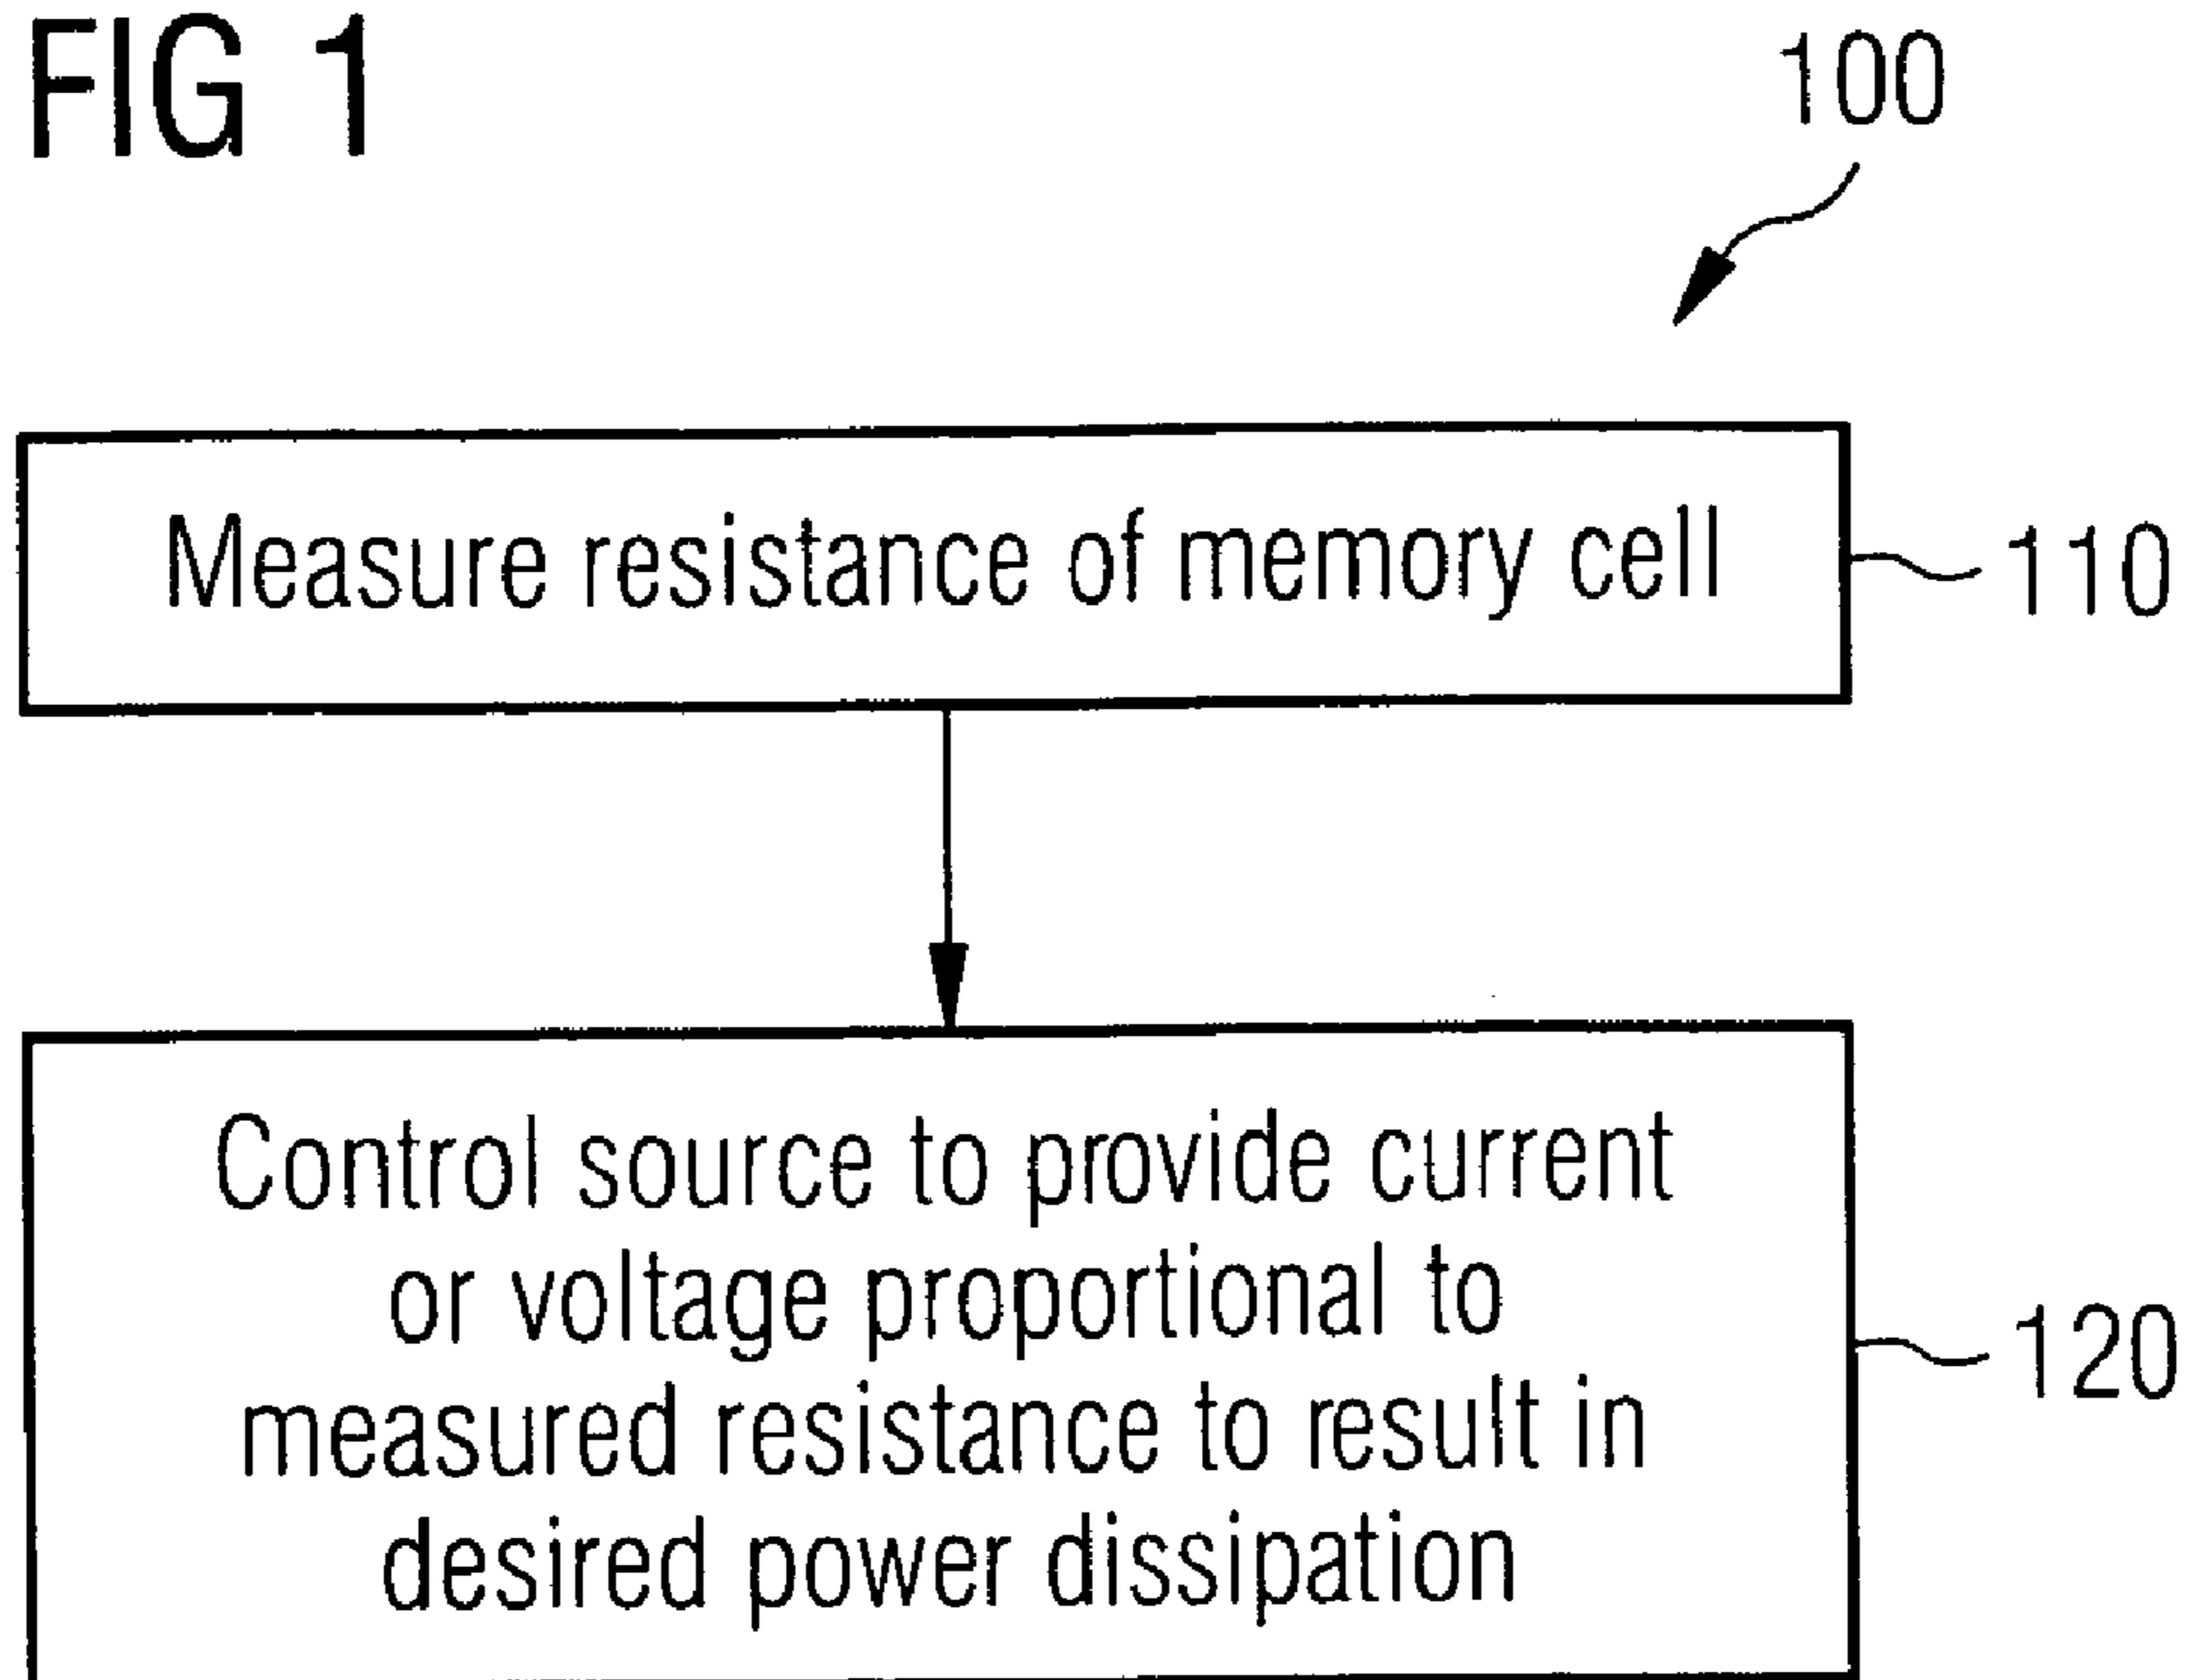 FIG 1
100
Measure resistance of memory cell
110
Control source to provide current
or voltage proportional to
measured resistance to result in
desired power dissipation
120